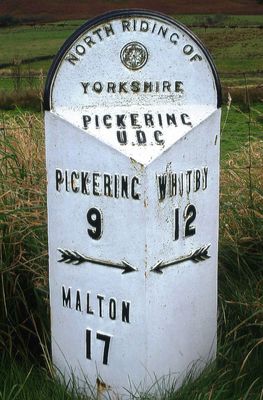 NORTH RIDING OF
YORKSHIRE
PICKERING
U.D.C
PICKERING
9
MALTON
17
WHITBY
12